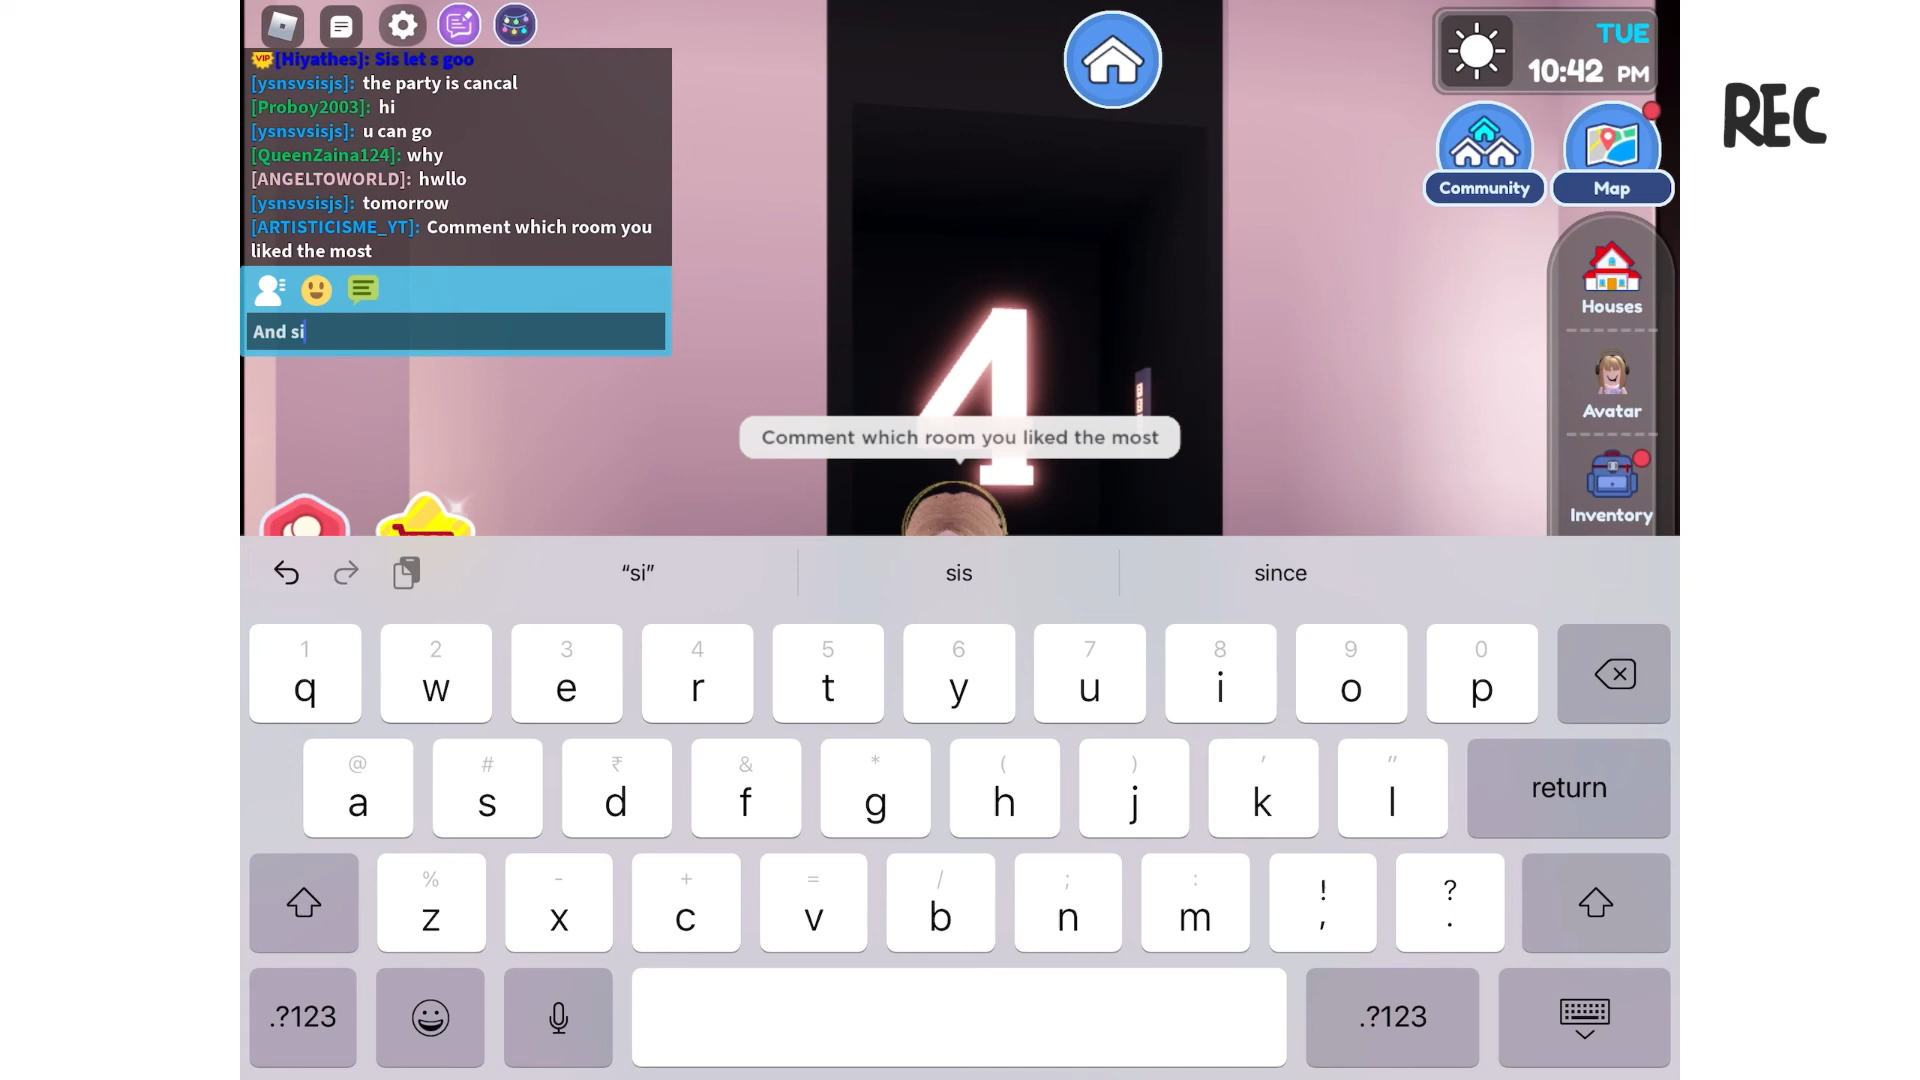 VIP [Hiyathes]: Sis let s goo
[ysnsvsisjs]: the party is cancal
[Proboy2003]: hi
[ysnsvsisjs]: u can go
[QueenZaina124]: why
[ANGELTOWORLD]: hwllo
[ysnsvsisjs]: tomorrow
[ARTISTICISME_YT]: Comment which room you
liked the most
And si
TUE
10:42 PM
REC
Community
Map
Houses
Avatar
Inventory
4
Comment which room you liked the most
“si”
sis
since
1 2 3 4 5 6 7 8 9 0
q w e r t y u i o p
@ # ₹ & * ( ) ' "
a s d f g h j k l return
% - + = / ; : ! ?
z x c v b n m , .
.?123
.?123